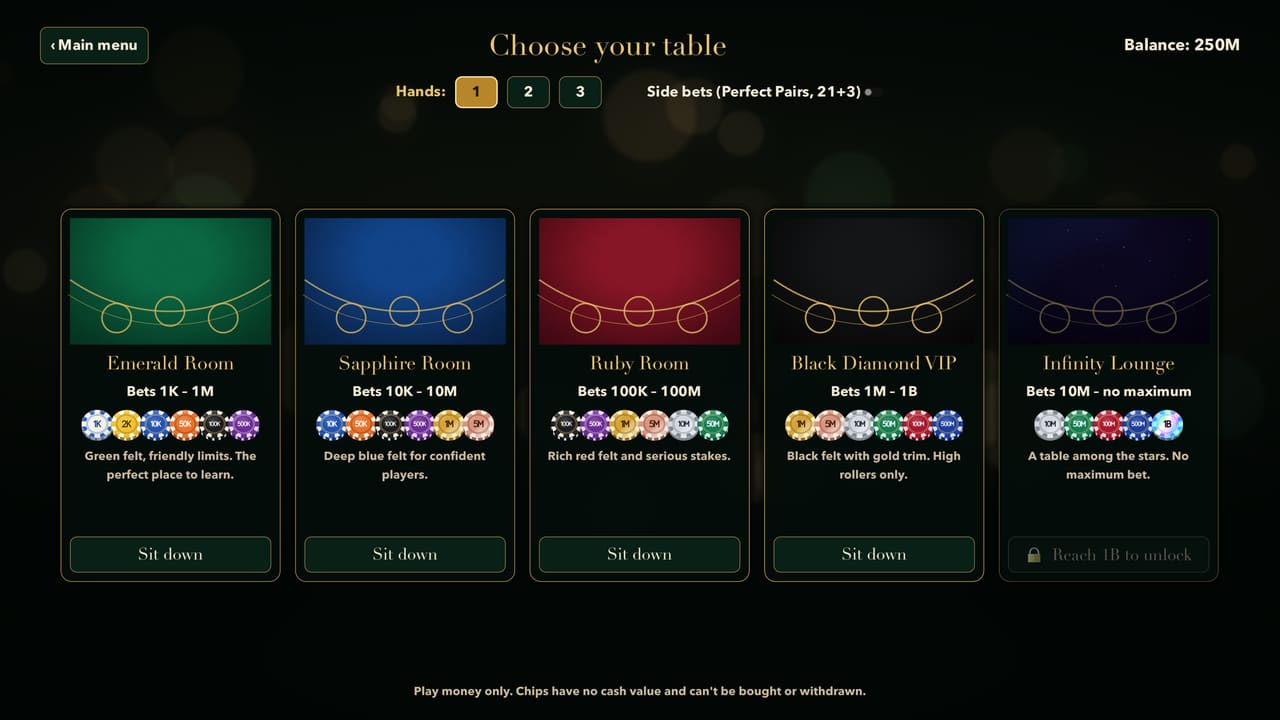 ‹ Main menu
Choose your table
Balance: 250M
Hands: 1 2 3
Side bets (Perfect Pairs, 21+3)
Emerald Room
Bets 1K – 1M
1K 2K 10K 50K 100K 500K
Green felt, friendly limits. The
perfect place to learn.
Sit down
Sapphire Room
Bets 10K – 10M
10K 50K 100K 500K 1M 5M
Deep blue felt for confident
players.
Sit down
Ruby Room
Bets 100K – 100M
100K 500K 1M 5M 10M 50M
Rich red felt and serious stakes.
Sit down
Black Diamond VIP
Bets 1M – 1B
1M 5M 10M 50M 100M 500M
Black felt with gold trim. High
rollers only.
Sit down
Infinity Lounge
Bets 10M – no maximum
10M 50M 100M 500M 1B
A table among the stars. No
maximum bet.
Reach 1B to unlock
Play money only. Chips have no cash value and can't be bought or withdrawn.